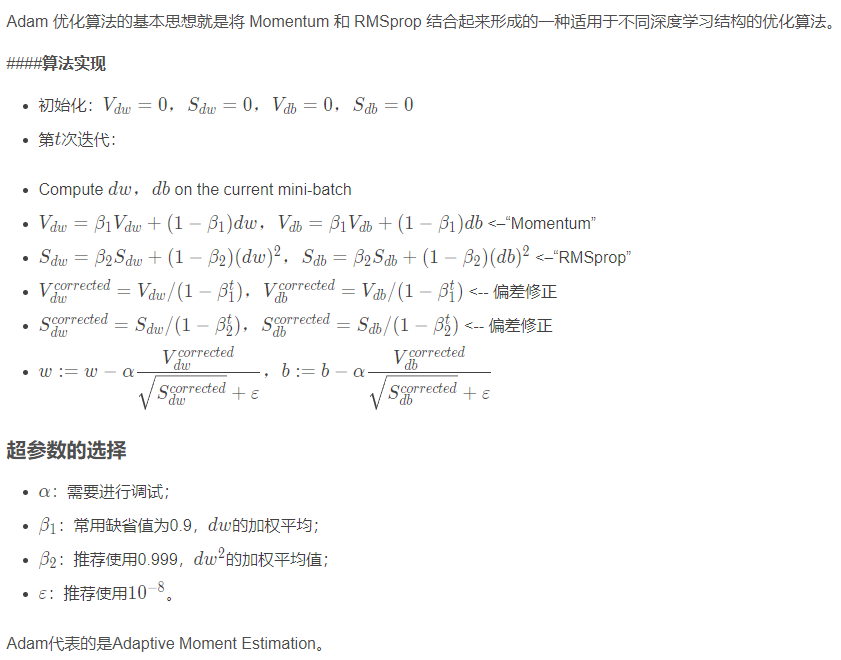 Adam 优化算法的基本思想就是将 Momentum 和 RMSprop 结合起来形成的一种适用于不同深度学习结构的优化算法。
####算法实现
• 初始化：$V_{dw} = 0$，$S_{dw} = 0$，$V_{db} = 0$，$S_{db} = 0$
• 第$t$次迭代：
• Compute $dw$，$db$ on the current mini-batch
• $V_{dw} = \beta_1 V_{dw} + (1 - \beta_1)dw$，$V_{db} = \beta_1 V_{db} + (1 - \beta_1)db$ <–“Momentum”
• $S_{dw} = \beta_2 S_{dw} + (1 - \beta_2)(dw)^2$，$S_{db} = \beta_2 S_{db} + (1 - \beta_2)(db)^2$ <–“RMSprop”
• $V_{dw}^{corrected} = V_{dw}/(1 - \beta_1^t)$，$V_{db}^{corrected} = V_{db}/(1 - \beta_1^t)$ <-- 偏差修正
• $S_{dw}^{corrected} = S_{dw}/(1 - \beta_2^t)$，$S_{db}^{corrected} = S_{db}/(1 - \beta_2^t)$ <-- 偏差修正
• $w := w - \alpha \frac{V_{dw}^{corrected}}{\sqrt{S_{dw}^{corrected}} + \varepsilon}$，$b := b - \alpha \frac{V_{db}^{corrected}}{\sqrt{S_{db}^{corrected}} + \varepsilon}$
超参数的选择
• $\alpha$：需要进行调试；
• $\beta_1$：常用缺省值为0.9，$dw$的加权平均；
• $\beta_2$：推荐使用0.999，$dw^2$的加权平均值；
• $\varepsilon$：推荐使用$10^{-8}$。
Adam代表的是Adaptive Moment Estimation。